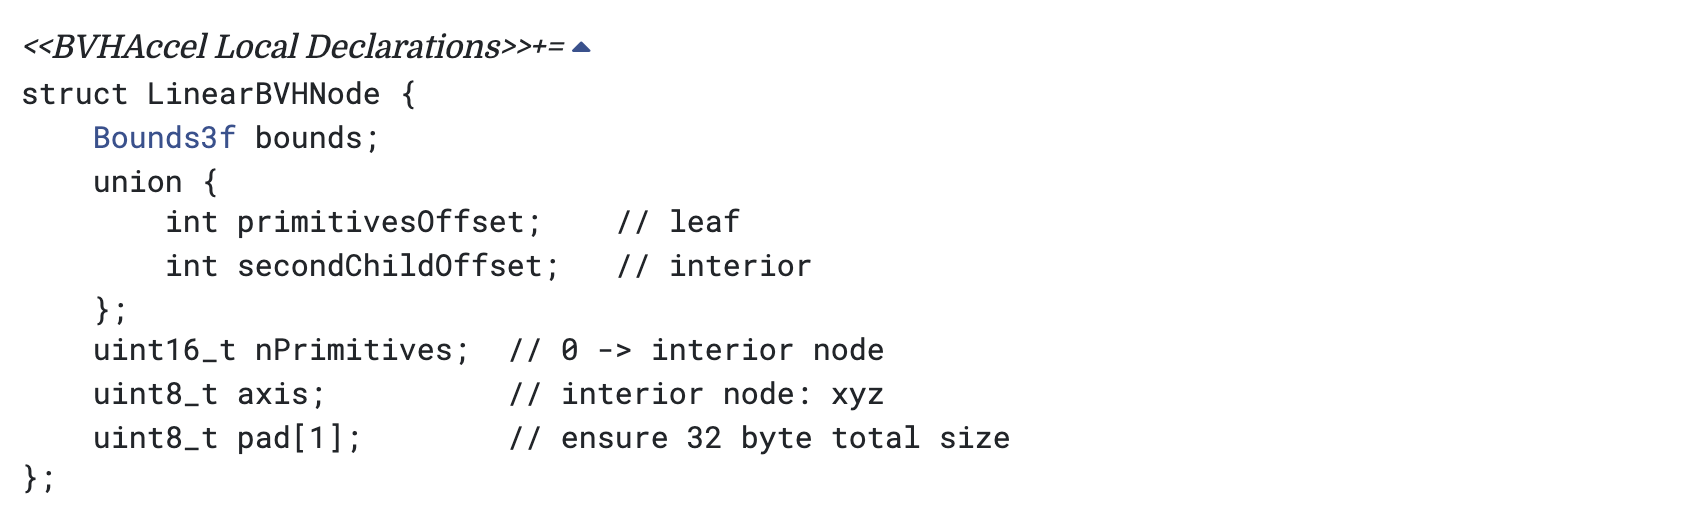 <<BVHAccel Local Declarations>>+= ▲
struct LinearBVHNode {
    Bounds3f bounds;
    union {
        int primitivesOffset;    // leaf
        int secondChildOffset;   // interior
    };
    uint16_t nPrimitives;  // 0 -> interior node
    uint8_t axis;          // interior node: xyz
    uint8_t pad[1];        // ensure 32 byte total size
};